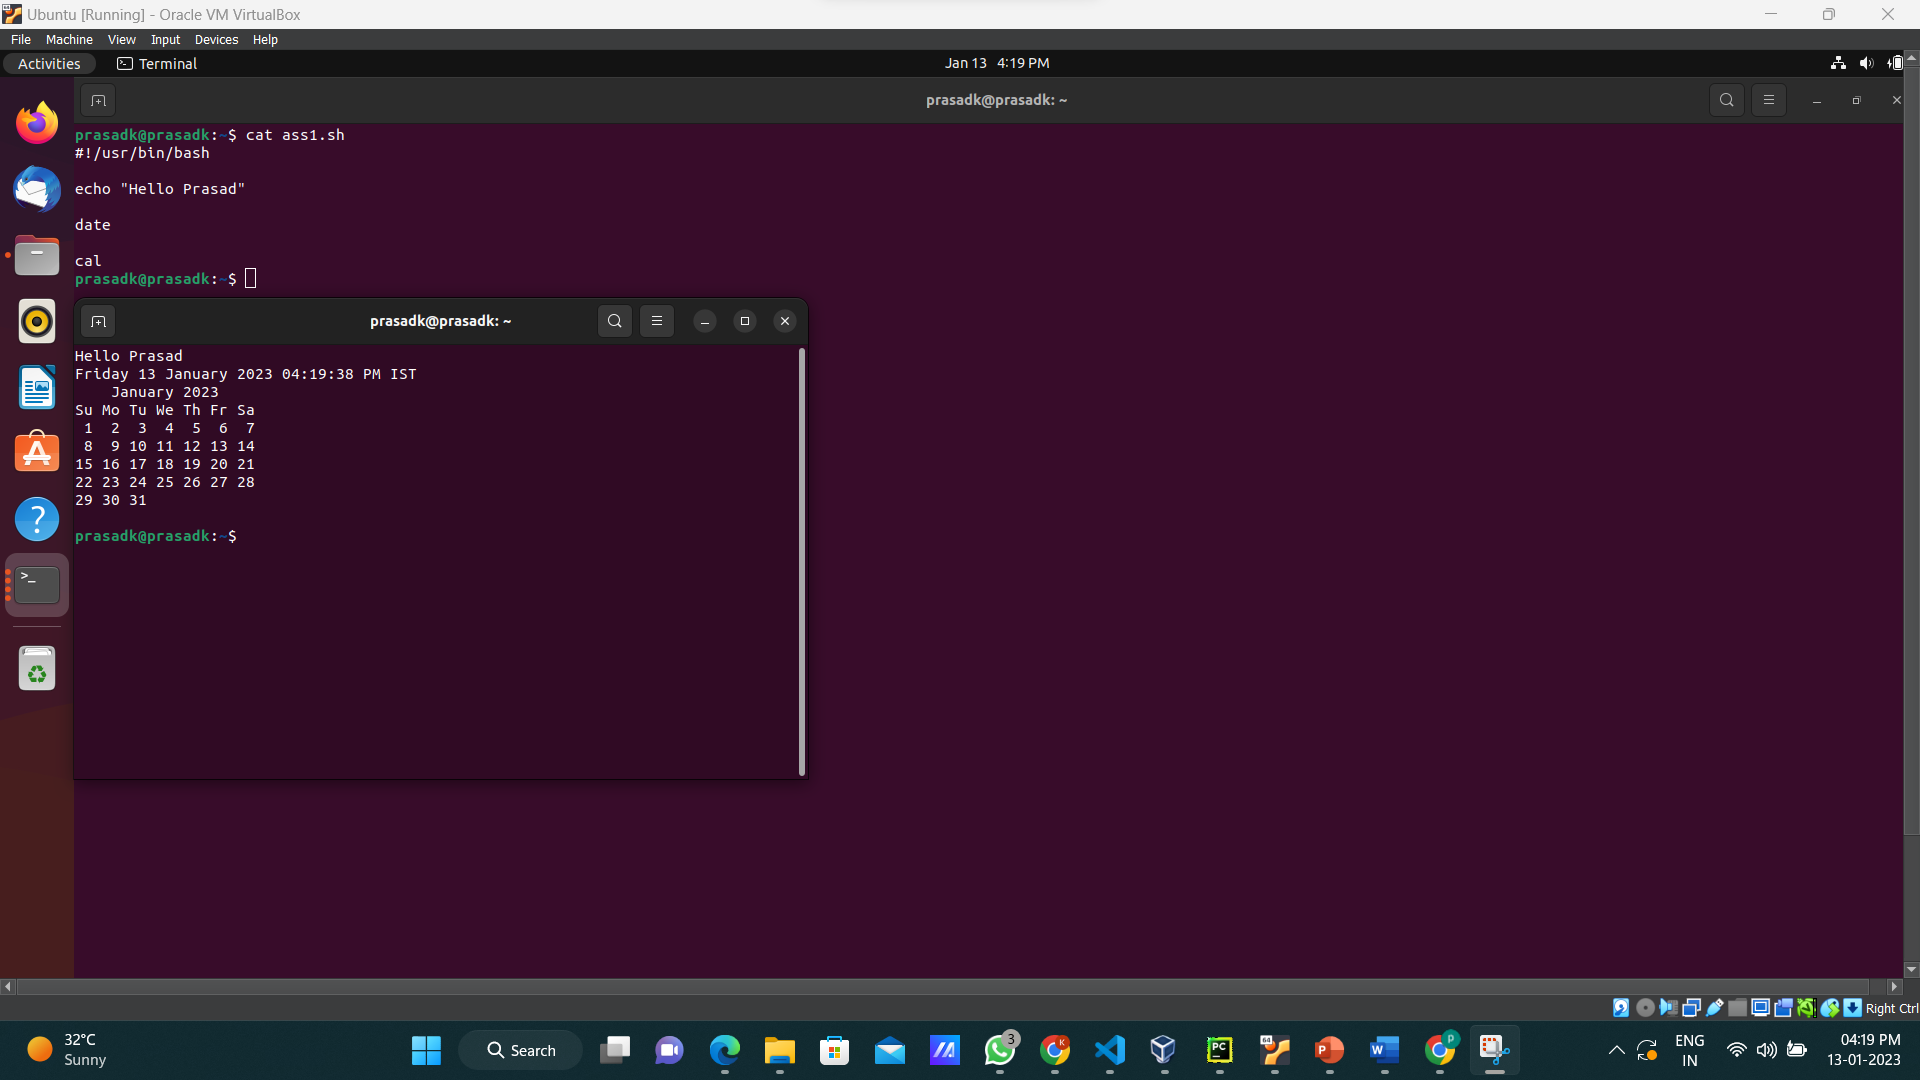 Ubuntu [Running] - Oracle VM VirtualBox
File Machine View Input Devices Help
Activities Terminal Jan 13 4:19 PM
prasadk@prasadk: ~
prasadk@prasadk:~$ cat ass1.sh
#!/usr/bin/bash
echo "Hello Prasad"
date
cal
prasadk@prasadk:~$
prasadk@prasadk: ~
Hello Prasad
Friday 13 January 2023 04:19:38 PM IST
January 2023
Su Mo Tu We Th Fr Sa
1 2 3 4 5 6 7
8 9 10 11 12 13 14
15 16 17 18 19 20 21
22 23 24 25 26 27 28
29 30 31
prasadk@prasadk:~$
Right Ctrl
32°C
Sunny
Search
3
K
PC
64
P
W
P
ENG
IN
04:19 PM
13-01-2023